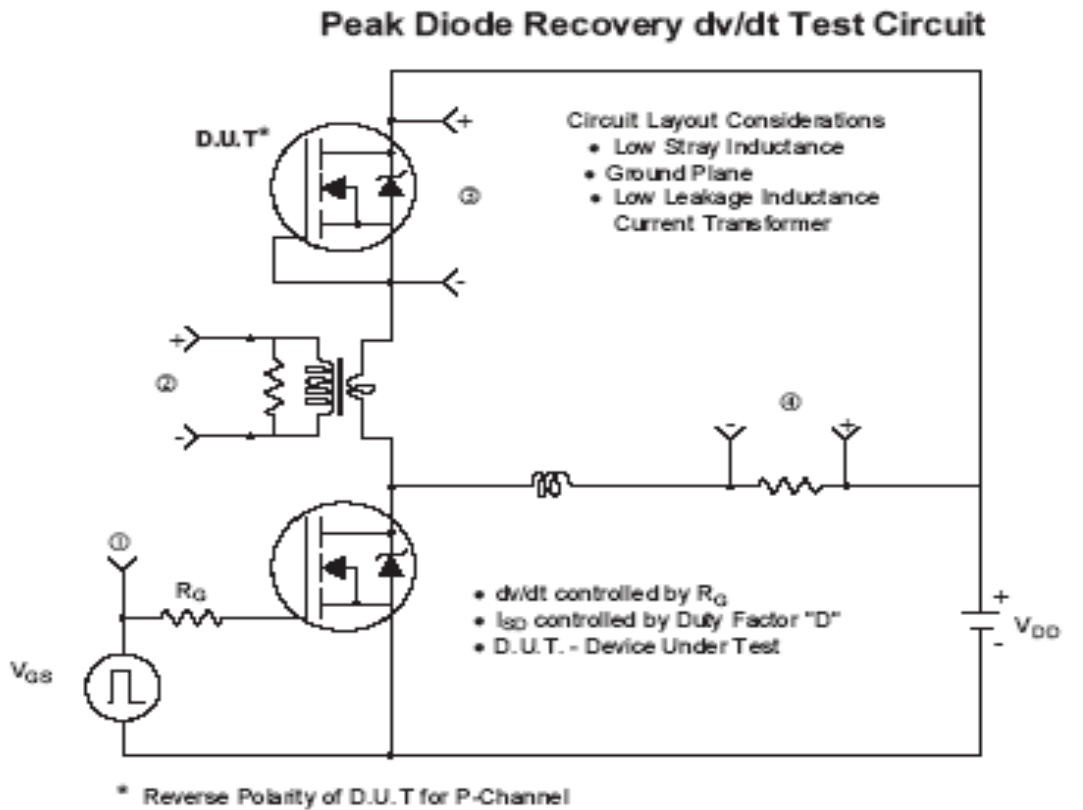 Peak Diode Recovery dv/dt Test Circuit
D.U.T*
+
③
-
Circuit Layout Considerations
• Low Stray Inductance
• Ground Plane
• Low Leakage Inductance
Current Transformer
+
②
-
④
-
+
①
RG
VGS
• dv/dt controlled by RG
• ISD controlled by Duty Factor "D"
• D.U.T. - Device Under Test
+
VDD
-
* Reverse Polarity of D.U.T for P-Channel